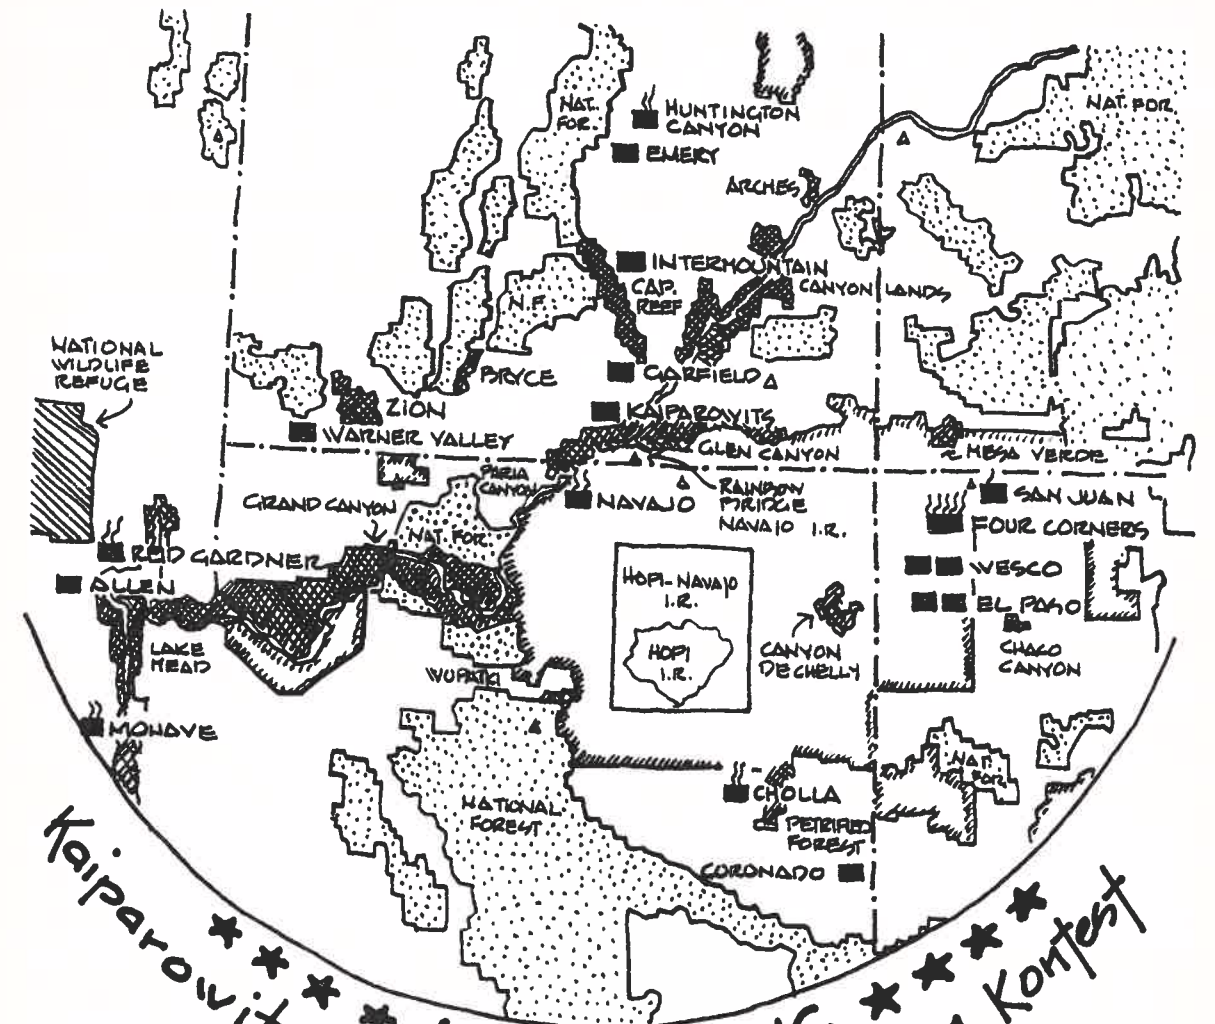 NAT.
FOR.
HUNTINGTON
CANYON
EMERY
NAT. FOR.
ARCHES
INTERMOUNTAIN
CAP.
REEF
CANYON LANDS
N.F.
NATIONAL
WILDLIFE
REFUGE
BRYCE
GARFIELD
ZION
KAIPAROWITS
WARNER VALLEY
GLEN CANYON
MESA VERDE
PARIA
CANYON
GRAND CANYON
NAVAJO
RAINBOW
BRIDGE
NAVAJO I.R.
SAN JUAN
FOUR CORNERS
NAT. FOR.
REID GARDNER
ALLEN
WESCO
EL PASO
HOPI-NAVAJO
I.R.
HOPI
I.R.
CANYON
DE CHELLY
CHACO
CANYON
LAKE
MEAD
WUPATKI
MOHAVE
NAT.
FOR.
CHOLLA
PETRIFIED
FOREST
NATIONAL
FOREST
CORONADO
Kaiparowit
Kontest